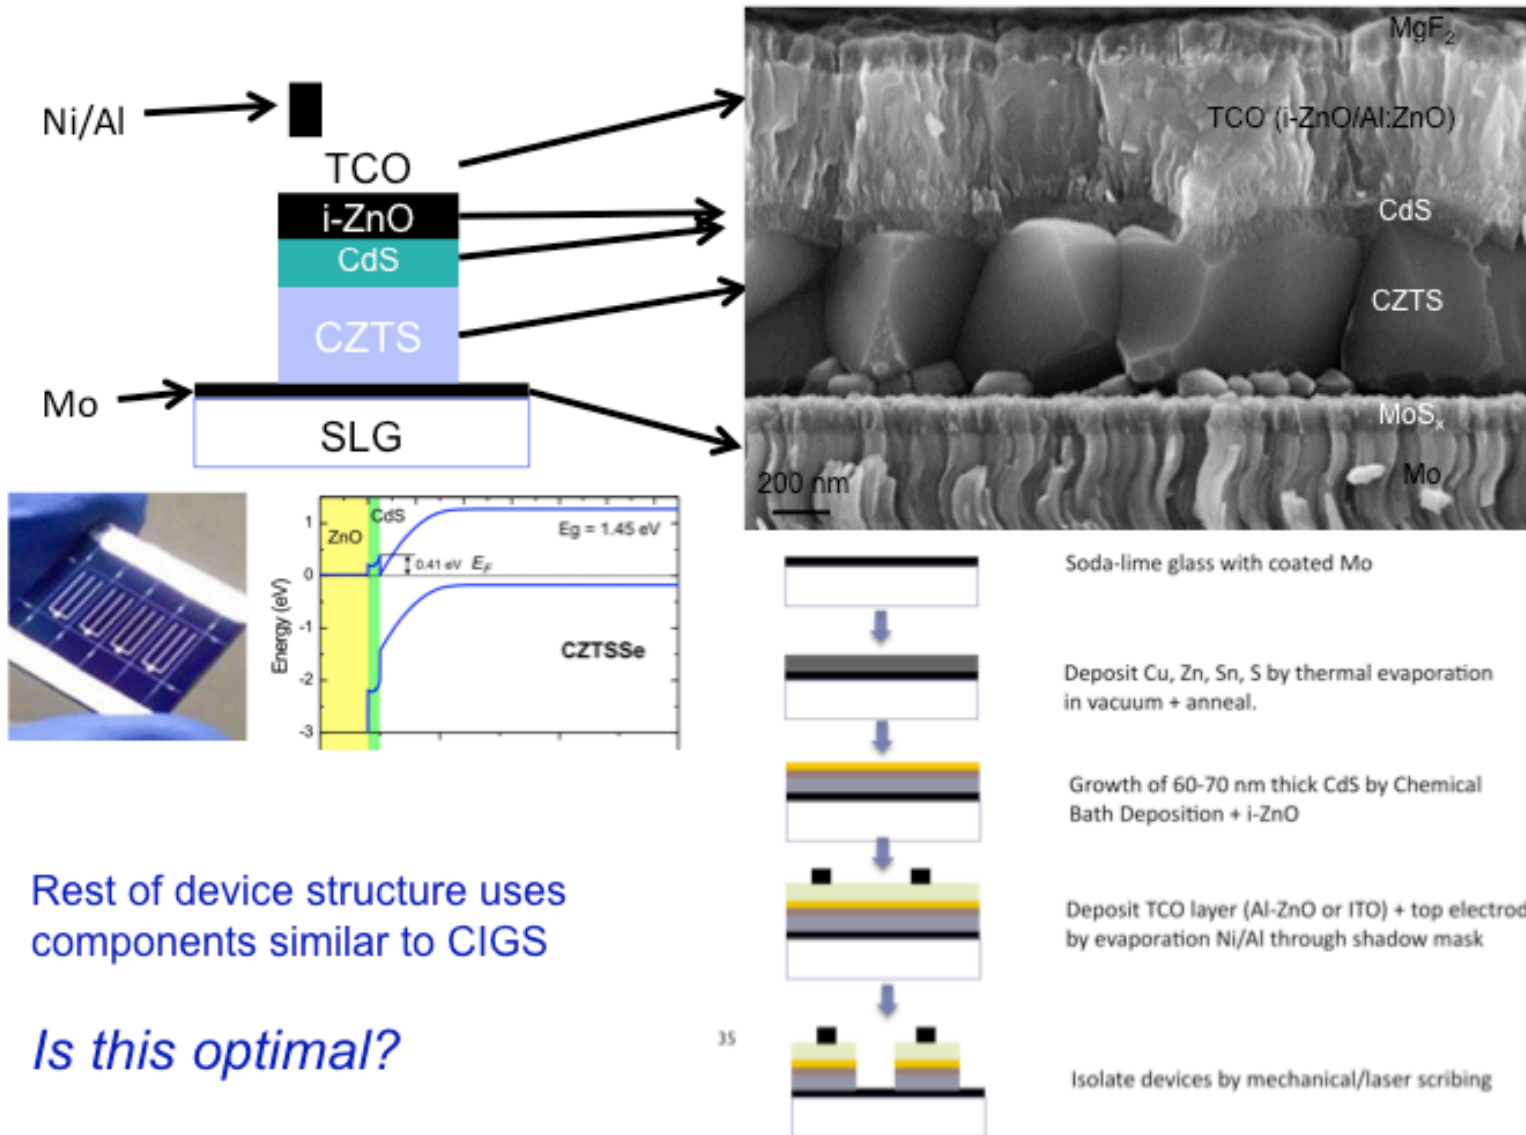 Ni/Al
TCO
i-ZnO
CdS
CZTS
Mo
SLG
MgF2
TCO (i-ZnO/Al:ZnO)
CdS
CZTS
MoSx
Mo
200 nm
Energy (eV)
1
0
-1
-2
-3
ZnO
CdS
Eg = 1.45 eV
0.41 eV
EF
CZTSSe
Rest of device structure uses
components similar to CIGS
Is this optimal?
35
Soda-lime glass with coated Mo
Deposit Cu, Zn, Sn, S by thermal evaporation
in vacuum + anneal.
Growth of 60-70 nm thick CdS by Chemical
Bath Deposition + i-ZnO
Deposit TCO layer (Al-ZnO or ITO) + top electrod
by evaporation Ni/Al through shadow mask
Isolate devices by mechanical/laser scribing